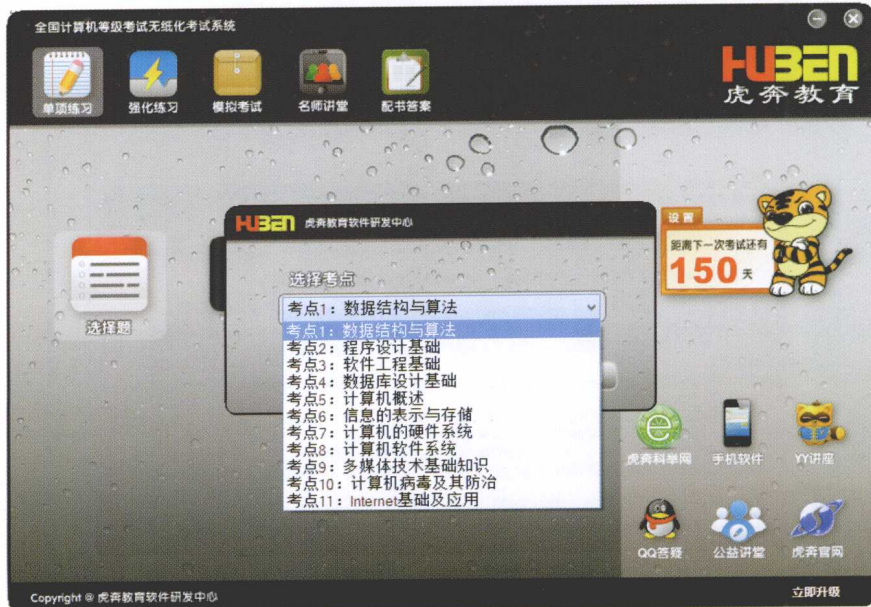 全国计算机等级考试无纸化考试系统
单项练习
强化练习
模拟考试
名师讲堂
配书答案
HUBEN
虎奔教育
HUBEN 虎奔教育软件研发中心
设置
距离下一次考试还有
150天
选择考点
考点1：数据结构与算法
选择题
考点1：数据结构与算法
考点2：程序设计基础
考点3：软件工程基础
考点4：数据库设计基础
考点5：计算机概述
考点6：信息的表示与存储
考点7：计算机的硬件系统
考点8：计算机软件系统
考点9：多媒体技术基础知识
考点10：计算机病毒及其防治
考点11：Internet基础及应用
虎奔科学网
手机软件
YY讲座
QQ答疑
公益讲堂
虎奔官网
Copyright @ 虎奔教育软件研发中心
立即升级